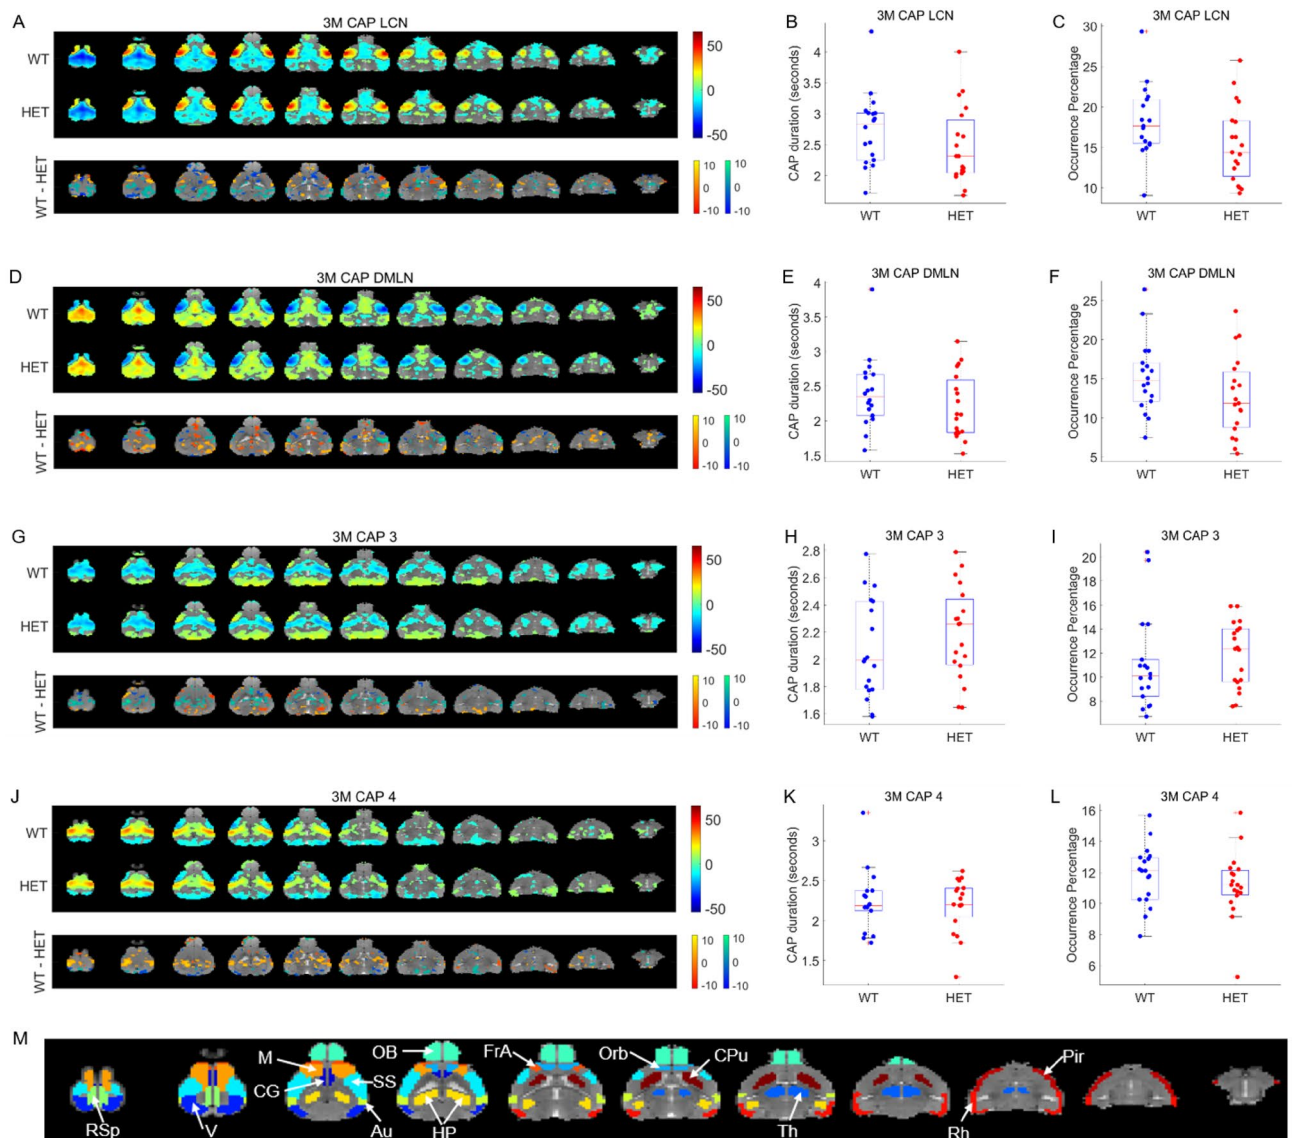 A
3M CAP LCN
WT
HET
WT - HET
50
0
-50
10
0
-10
10
0
-10
B
3M CAP LCN
CAP duration (seconds)
4
3.5
3
2.5
2
WT
HET
C
3M CAP LCN
Occurrence Percentage
30
25
20
15
10
WT
HET
D
3M CAP DMLN
WT
HET
WT - HET
50
0
-50
10
0
-10
10
0
-10
E
3M CAP DMLN
CAP duration (seconds)
4
3.5
3
2.5
2
1.5
WT
HET
F
3M CAP DMLN
Occurrence Percentage
25
20
15
10
5
WT
HET
G
3M CAP 3
WT
HET
WT - HET
50
0
-50
10
0
-10
10
0
-10
H
3M CAP 3
CAP duration (seconds)
2.8
2.6
2.4
2.2
2
1.8
1.6
WT
HET
I
3M CAP 3
Occurrence Percentage
20
18
16
14
12
10
8
WT
HET
J
3M CAP 4
WT
HET
WT - HET
50
0
-50
10
0
-10
10
0
-10
K
3M CAP 4
CAP duration (seconds)
3
2.5
2
1.5
WT
HET
L
3M CAP 4
Occurrence Percentage
16
14
12
10
8
6
WT
HET
M
RSp
V
M
CG
SS
Au
OB
HP
FrA
Orb
CPu
Th
Pir
Rh